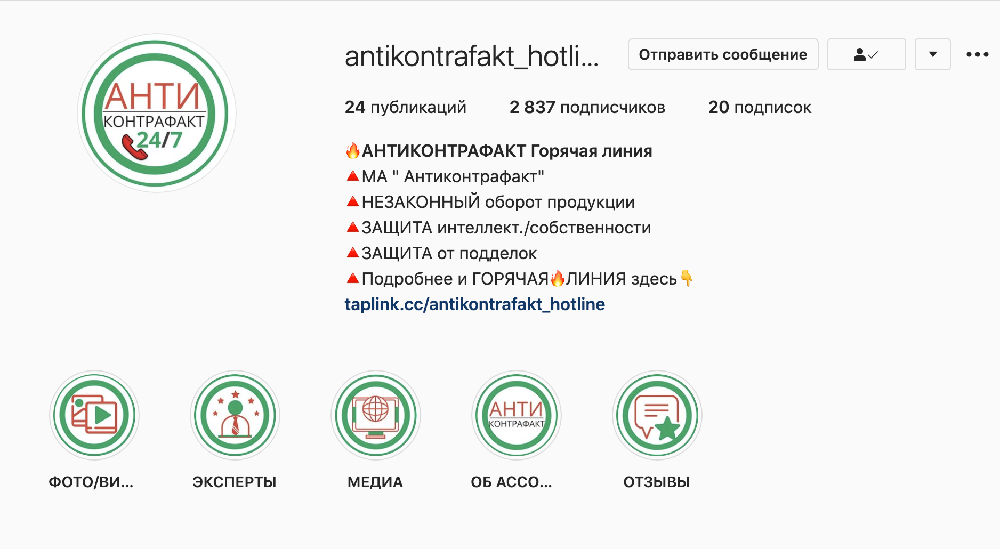 АНТИ
КОНТРАФАКТ
24/7
antikontrafakt_hotli...
Отправить сообщение
24 публикаций 2 837 подписчиков 20 подписок
🔥АНТИКОНТРАФАКТ Горячая линия
🔺МА " Антиконтрафакт"
🔺НЕЗАКОННЫЙ оборот продукции
🔺ЗАЩИТА интеллект./собственности
🔺ЗАЩИТА от подделок
🔺Подробнее и ГОРЯЧАЯ🔥ЛИНИЯ здесь👇
taplink.cc/antikontrafakt_hotline
АНТИ
КОНТРАФАКТ
ФОТО/ВИ... ЭКСПЕРТЫ МЕДИА ОБ АССО... ОТЗЫВЫ